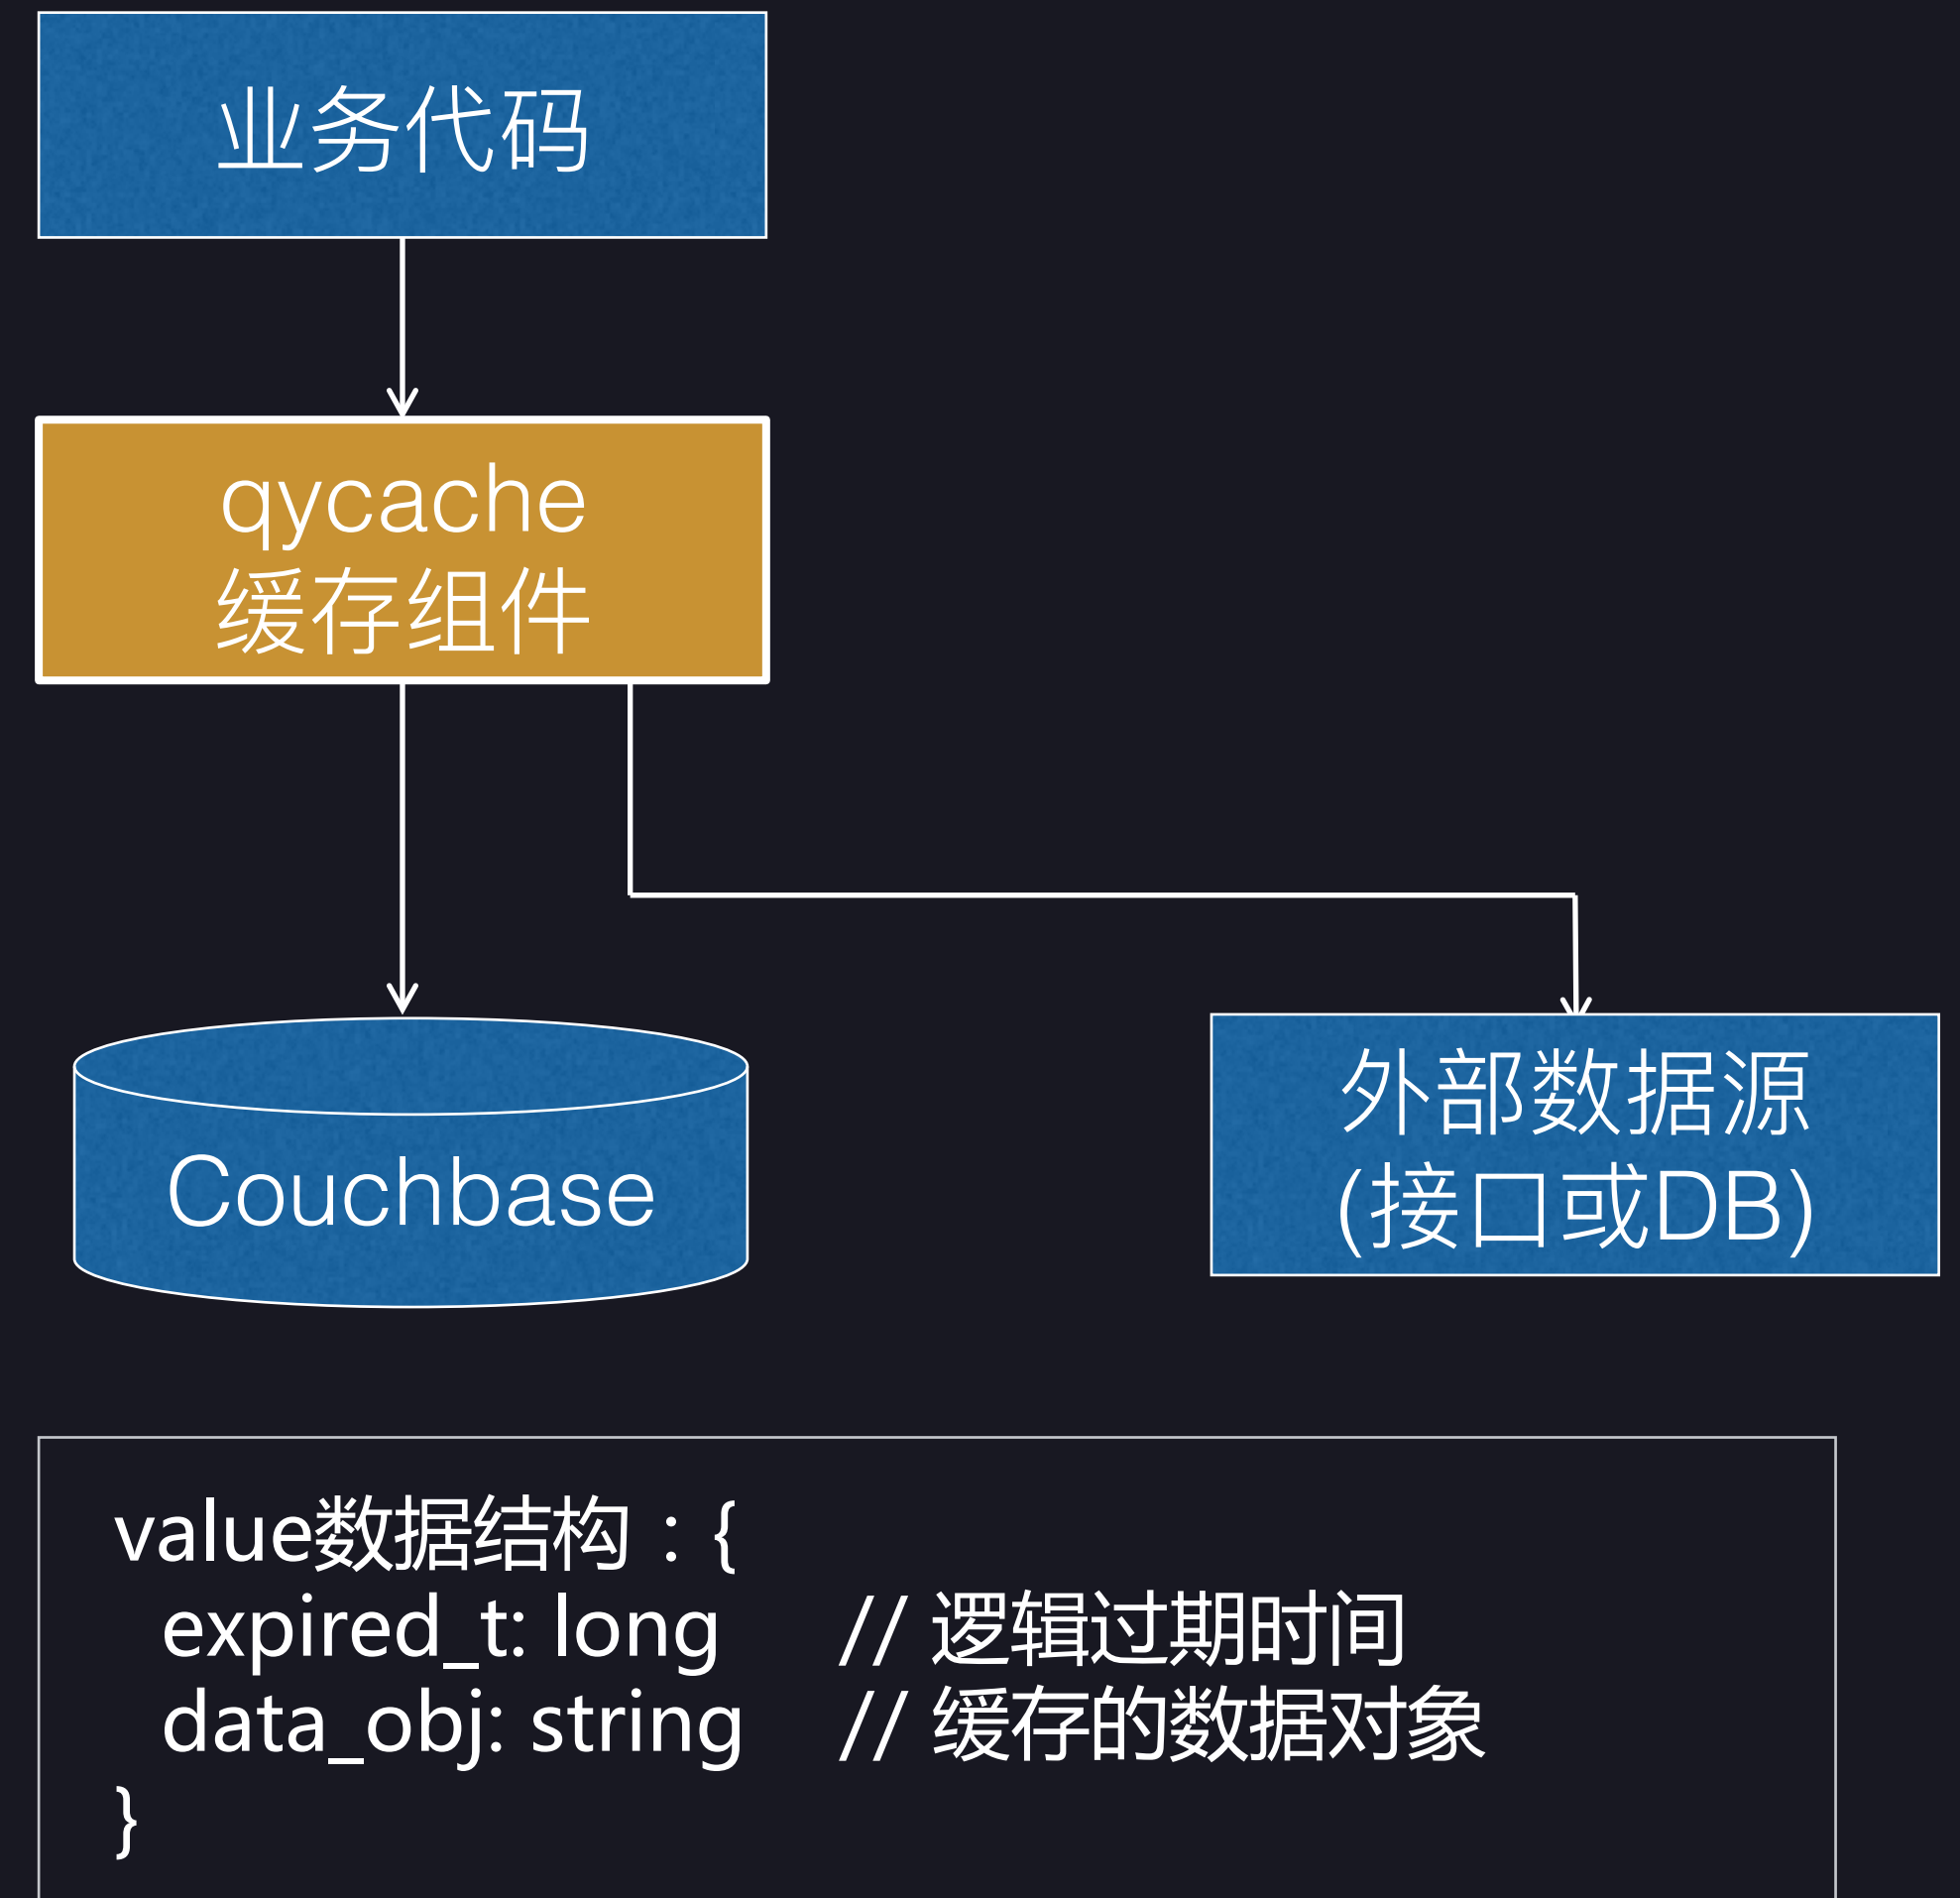 业务代码
qycache
缓存组件
Couchbase
外部数据源
(接口或DB)
value数据结构：{
expired_t: long // 逻辑过期时间
data_obj: string // 缓存的数据对象
}